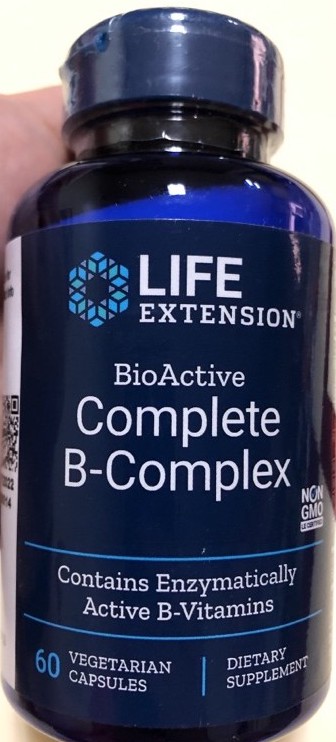 LIFE
EXTENSION®
BioActive
Complete
B-Complex
NON
GMO
Contains Enzymatically
Active B-Vitamins
60 VEGETARIAN
CAPSULES
DIETARY
SUPPLEMENT